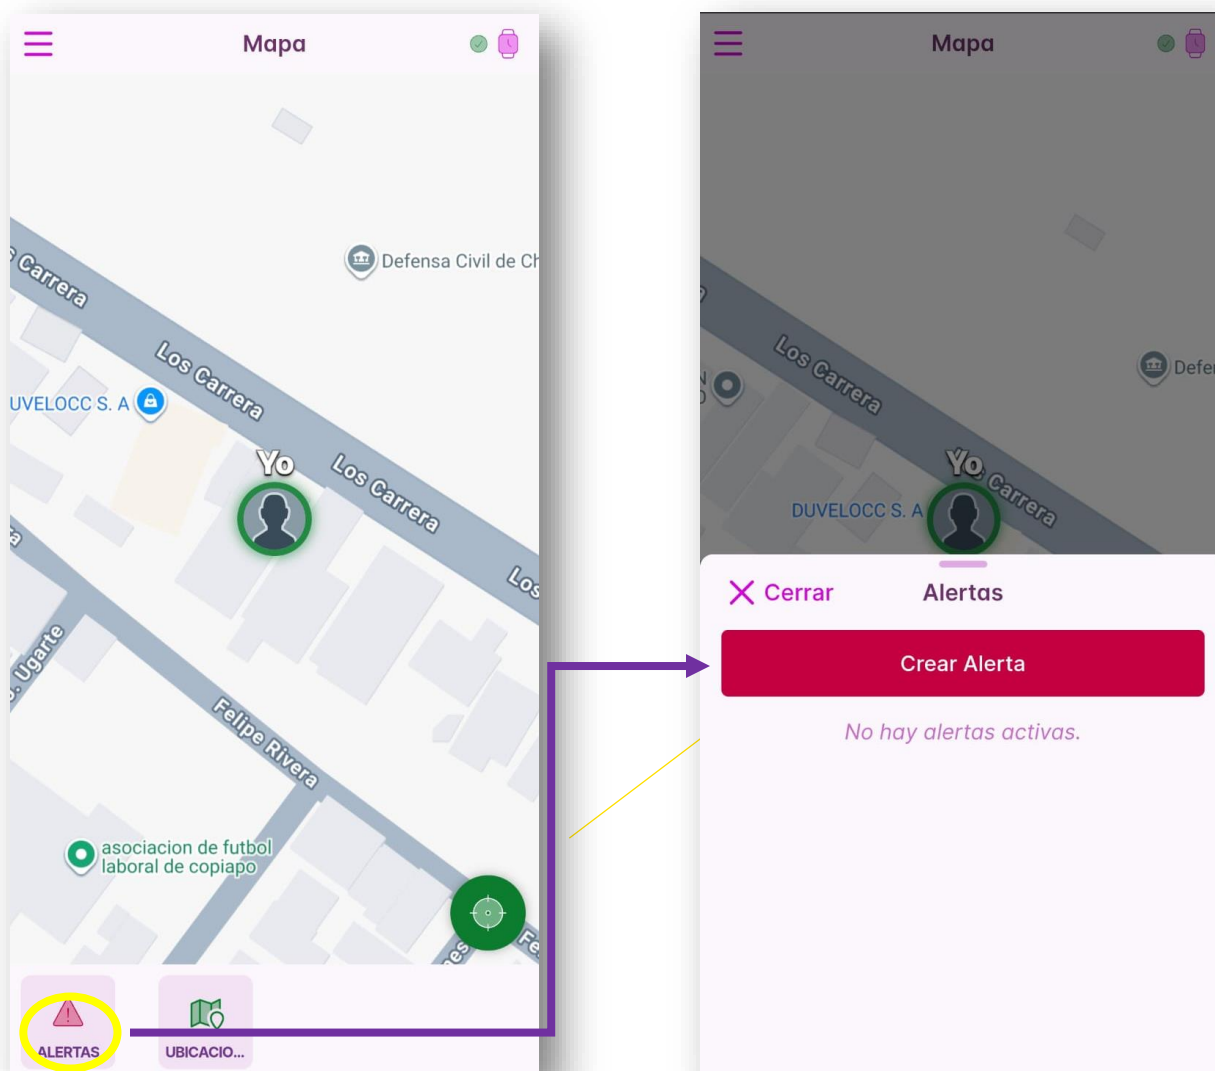 Mapa
Defensa Civil de Ch
Carrera
Los Carrera
UVELOCC S. A
Yo
Los Carrera
Los
Ugarte
Felipe Rivera
asociacion de futbol
laboral de copiapo
Fe
ALERTAS
UBICACIO...
Mapa
Los Carrera
Defen
Yo
Carrera
DUVELOCC S. A
Cerrar
Alertas
Crear Alerta
No hay alertas activas.